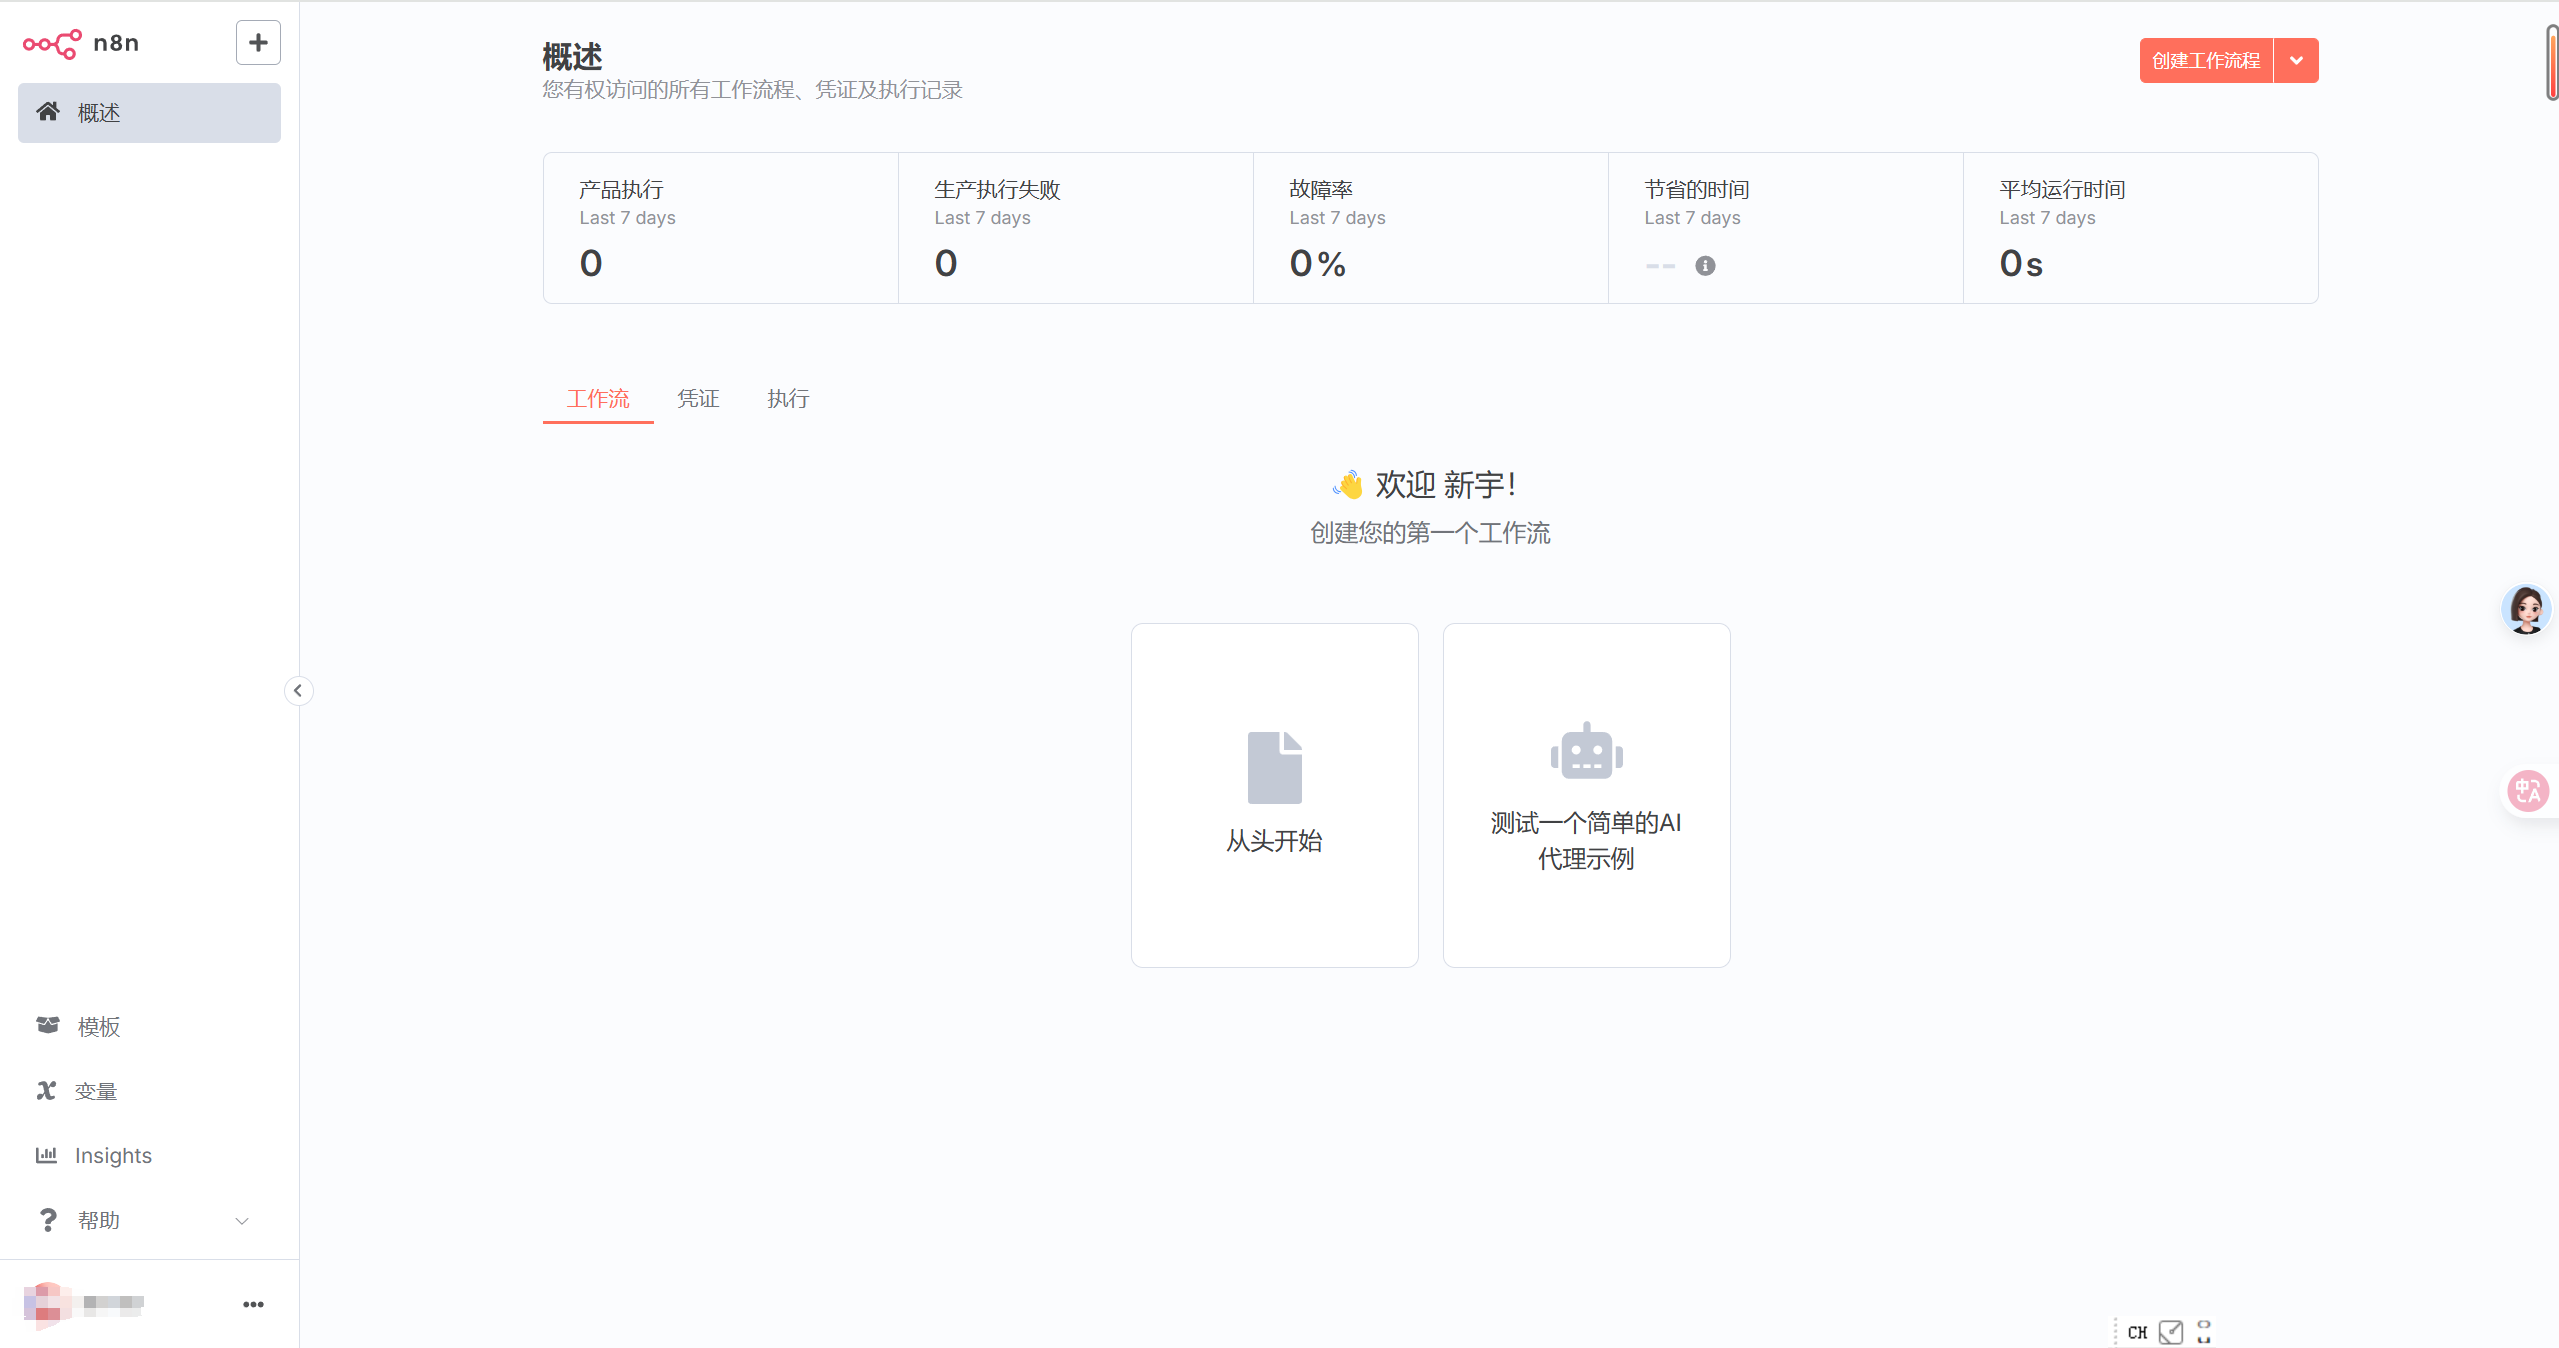 n8n
概述
概述
您有权访问的所有工作流程、凭证及执行记录
创建工作流程
产品执行
Last 7 days
0
生产执行失败
Last 7 days
0
故障率
Last 7 days
0%
节省的时间
Last 7 days
--
平均运行时间
Last 7 days
0s
工作流 凭证 执行
👋 欢迎 新宇!
创建您的第一个工作流
从头开始
测试一个简单的AI
代理示例
模板
变量
Insights
帮助
中 A
CH